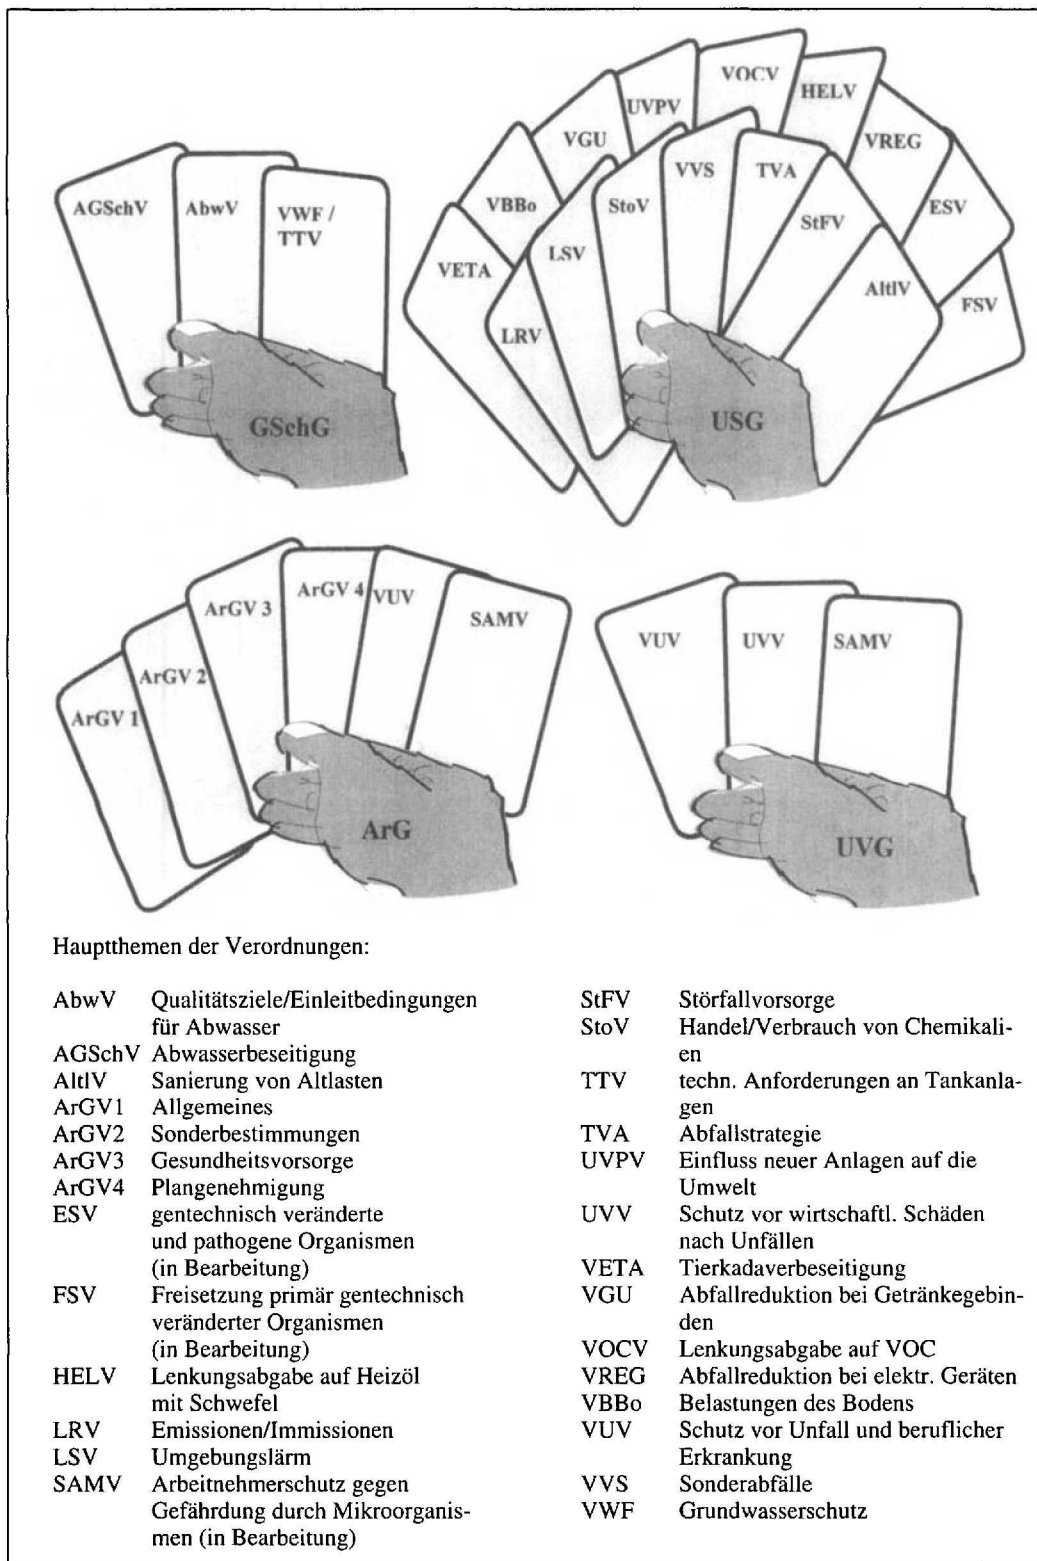 AGSchV
AbwV
VWF /
TTV
GSchG
VETA
VBBo
VGU
UVPV
VOCV
HELV
VREG
ESV
FSV
LRV
LSV
StoV
VVS
TVA
StFV
AltlV
USG
ArGV 1
ArGV 2
ArGV 3
ArGV 4
VUV
SAMV
ArG
VUV
UVV
SAMV
UVG
Hauptthemen der Verordnungen:
AbwV Qualitätsziele/Einleitbedingungen
für Abwasser
AGSchV Abwasserbeseitigung
AltlV Sanierung von Altlasten
ArGV1 Allgemeines
ArGV2 Sonderbestimmungen
ArGV3 Gesundheitsvorsorge
ArGV4 Plangenehmigung
ESV gentechnisch veränderte
und pathogene Organismen
(in Bearbeitung)
FSV Freisetzung primär gentechnisch
veränderter Organismen
(in Bearbeitung)
HELV Lenkungsabgabe auf Heizöl
mit Schwefel
LRV Emissionen/Immissionen
LSV Umgebungslärm
SAMV Arbeitnehmerschutz gegen
Gefährdung durch Mikroorganis-
men (in Bearbeitung)
StFV Störfallvorsorge
StoV Handel/Verbrauch von Chemikali-
en
TTV techn. Anforderungen an Tankanla-
gen
TVA Abfallstrategie
UVPV Einfluss neuer Anlagen auf die
Umwelt
UVV Schutz vor wirtschaftl. Schäden
nach Unfällen
VETA Tierkadaverbeseitigung
VGU Abfallreduktion bei Getränkegebin-
den
VOCV Lenkungsabgabe auf VOC
VREG Abfallreduktion bei elektr. Geräten
VBBo Belastungen des Bodens
VUV Schutz vor Unfall und beruflicher
Erkrankung
VVS Sonderabfälle
VWF Grundwasserschutz